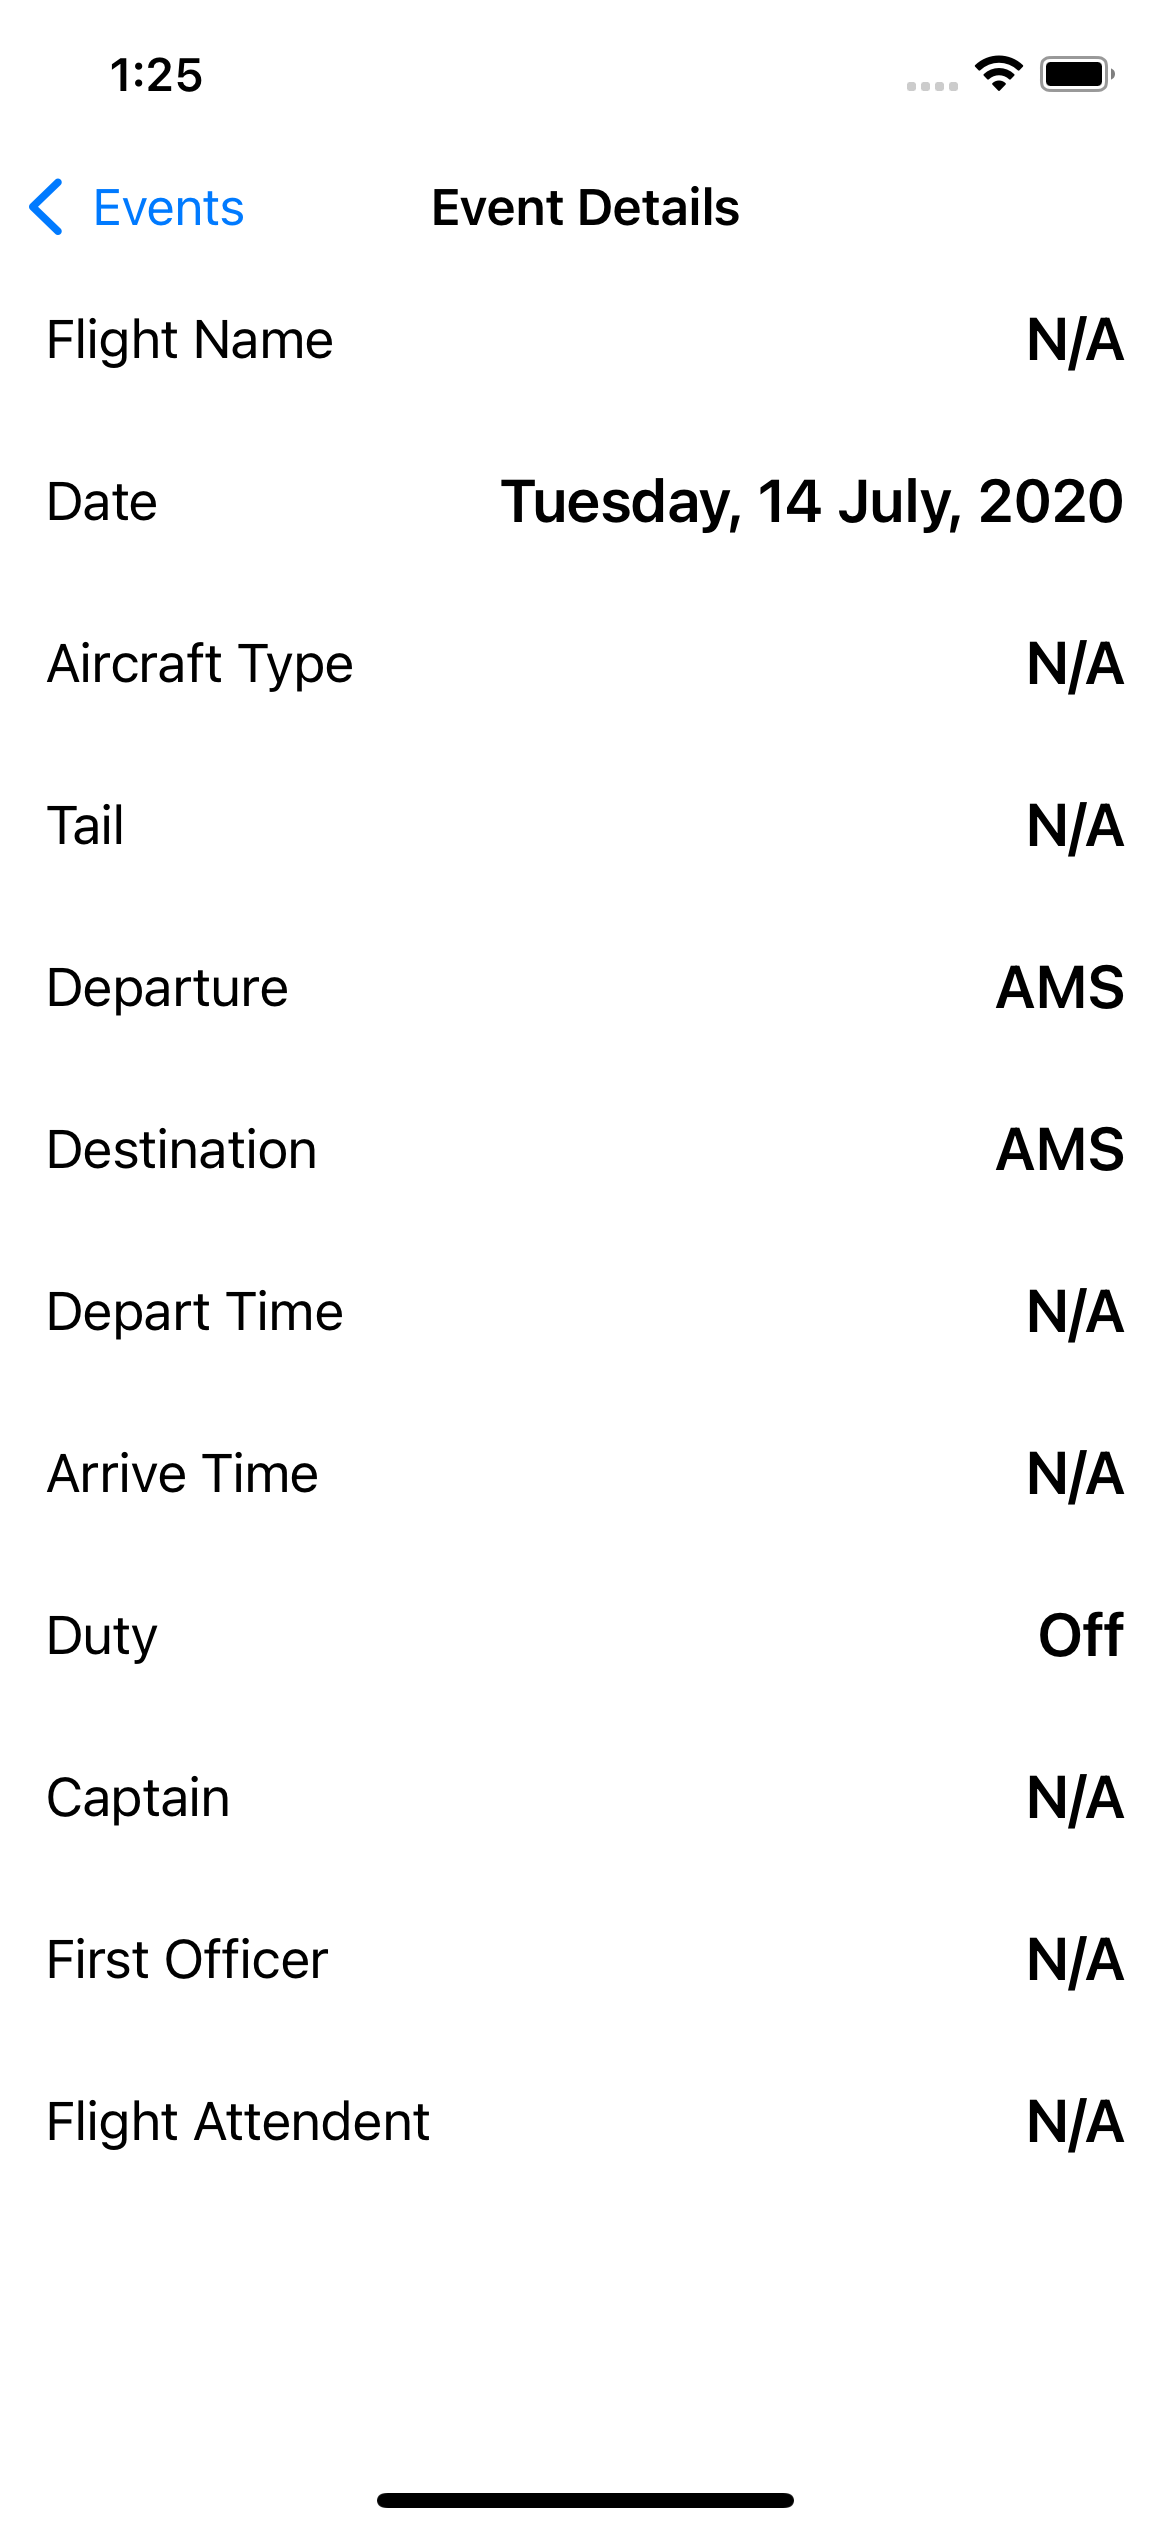 1:25
Events
Event Details
Flight Name N/A
Date Tuesday, 14 July, 2020
Aircraft Type N/A
Tail N/A
Departure AMS
Destination AMS
Depart Time N/A
Arrive Time N/A
Duty Off
Captain N/A
First Officer N/A
Flight Attendent N/A